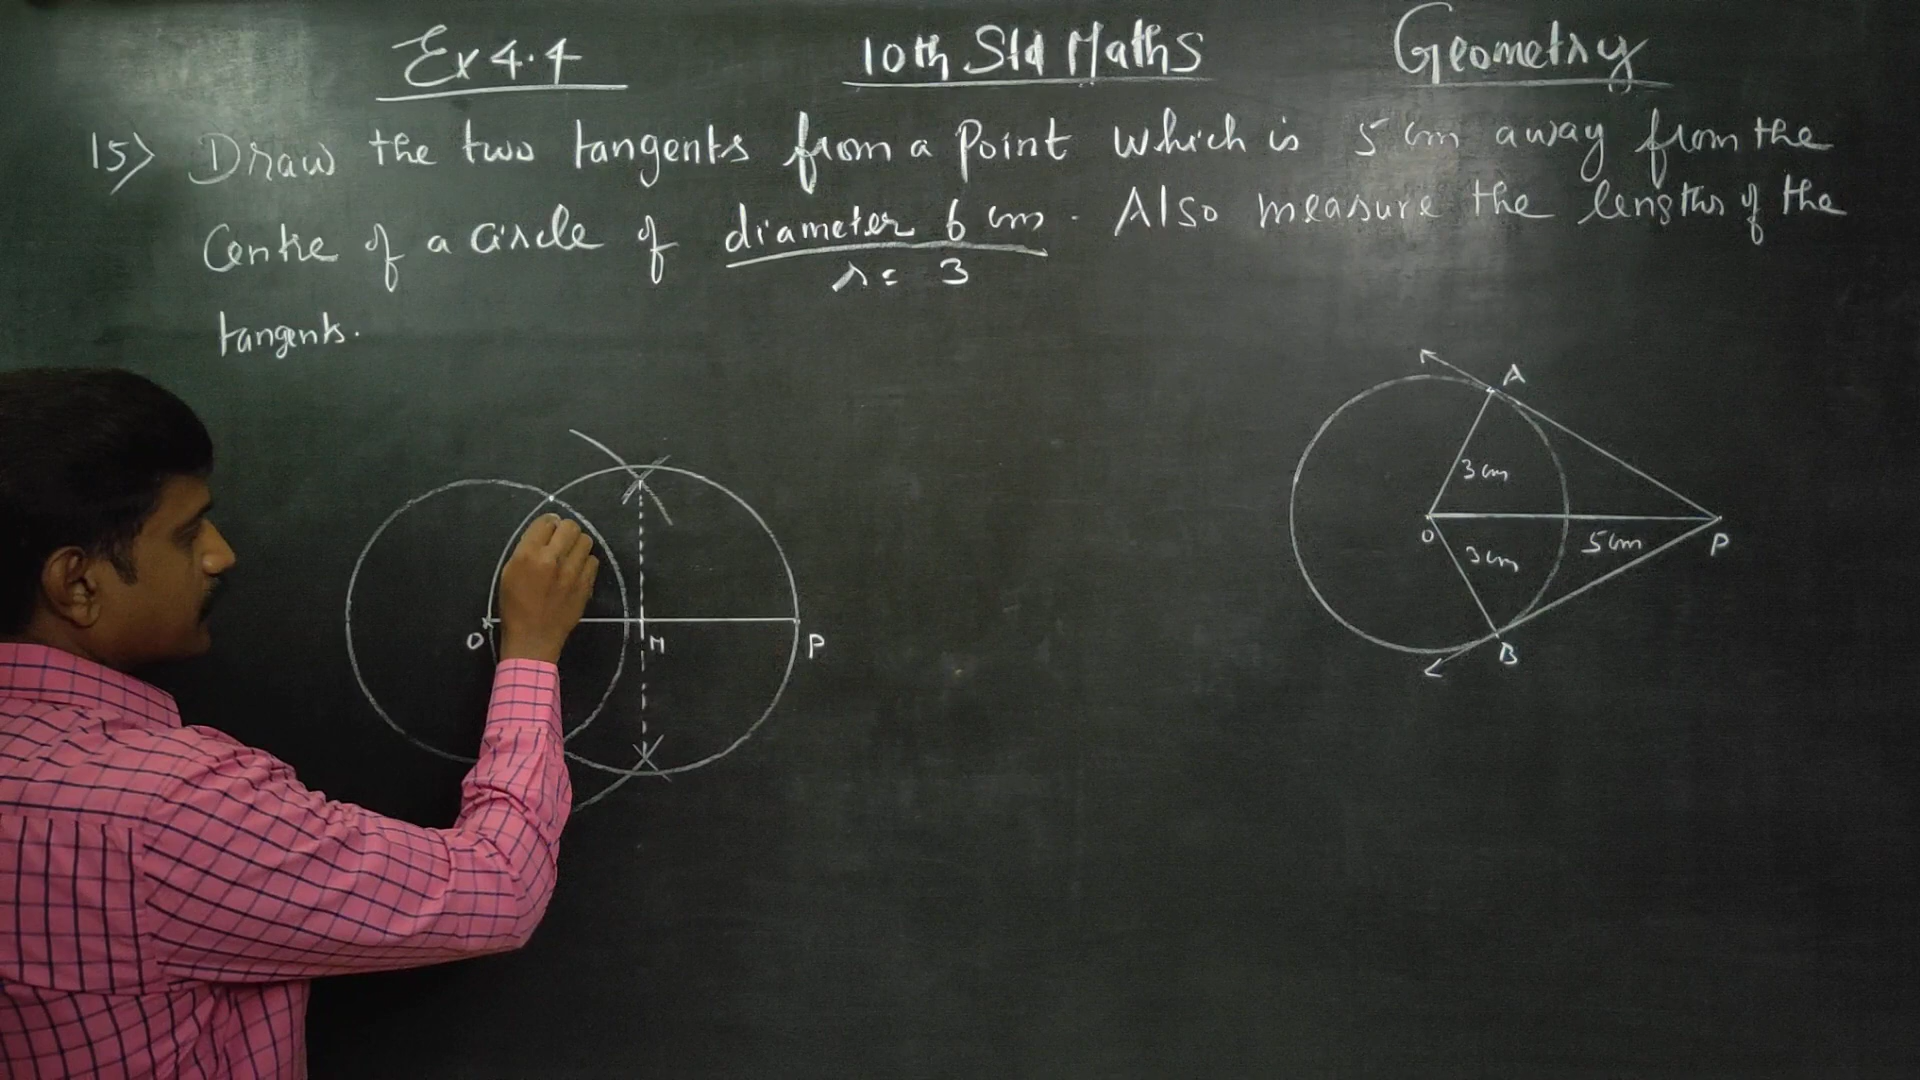 Ex 4.4
10th Std Maths
Geometry
15) Draw the two tangents from a point which is 5 cm away from the
Centre of a circle of diameter 6 cm. Also measure the lengths of the
r = 3
tangents.
A
3 cm
O
5 cm
P
3 cm
B
O
M
P